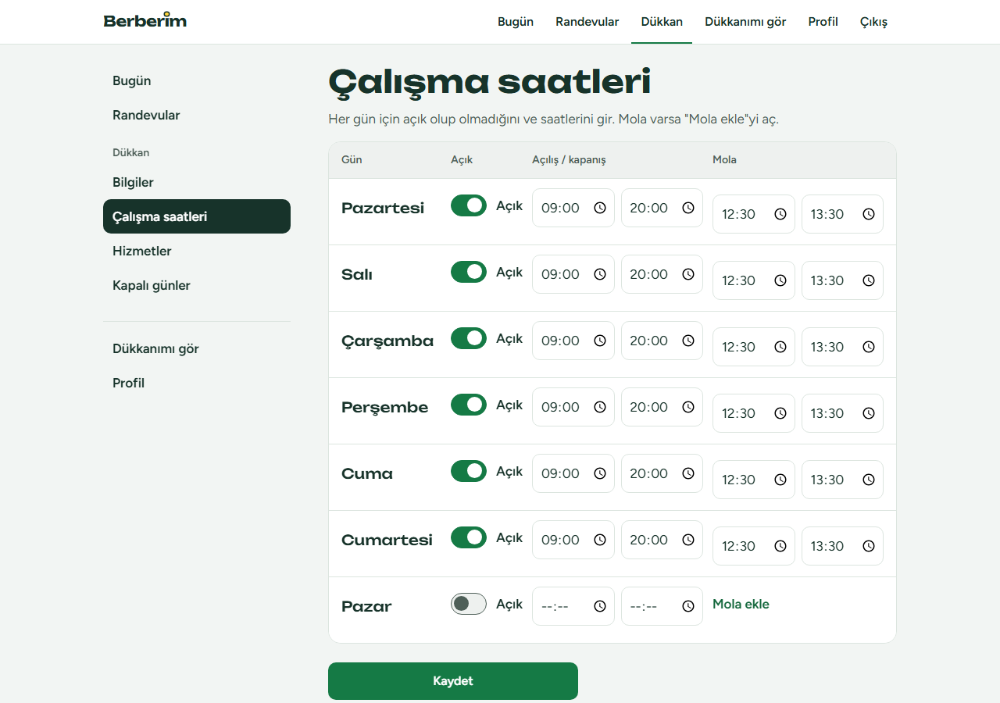 Berberim
Bugün Randevular Dükkan Dükkanımı gör Profil Çıkış
Bugün
Randevular
Dükkan
Bilgiler
Çalışma saatleri
Hizmetler
Kapalı günler
Dükkanımı gör
Profil
Çalışma saatleri
Her gün için açık olup olmadığını ve saatlerini gir. Mola varsa "Mola ekle"yi aç.
Gün Açık Açılış / kapanış Mola
Pazartesi Açık 09:00 20:00 12:30 13:30
Salı Açık 09:00 20:00 12:30 13:30
Çarşamba Açık 09:00 20:00 12:30 13:30
Perşembe Açık 09:00 20:00 12:30 13:30
Cuma Açık 09:00 20:00 12:30 13:30
Cumartesi Açık 09:00 20:00 12:30 13:30
Pazar Açık --:-- --:-- Mola ekle
Kaydet